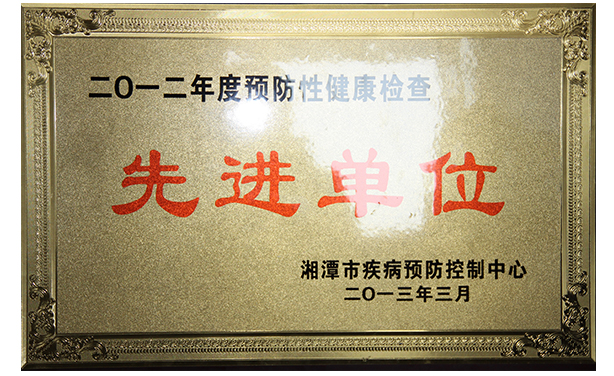 二〇一二年度预防性健康检查
先进单位
湘潭市疾病预防控制中心
二〇一三年三月